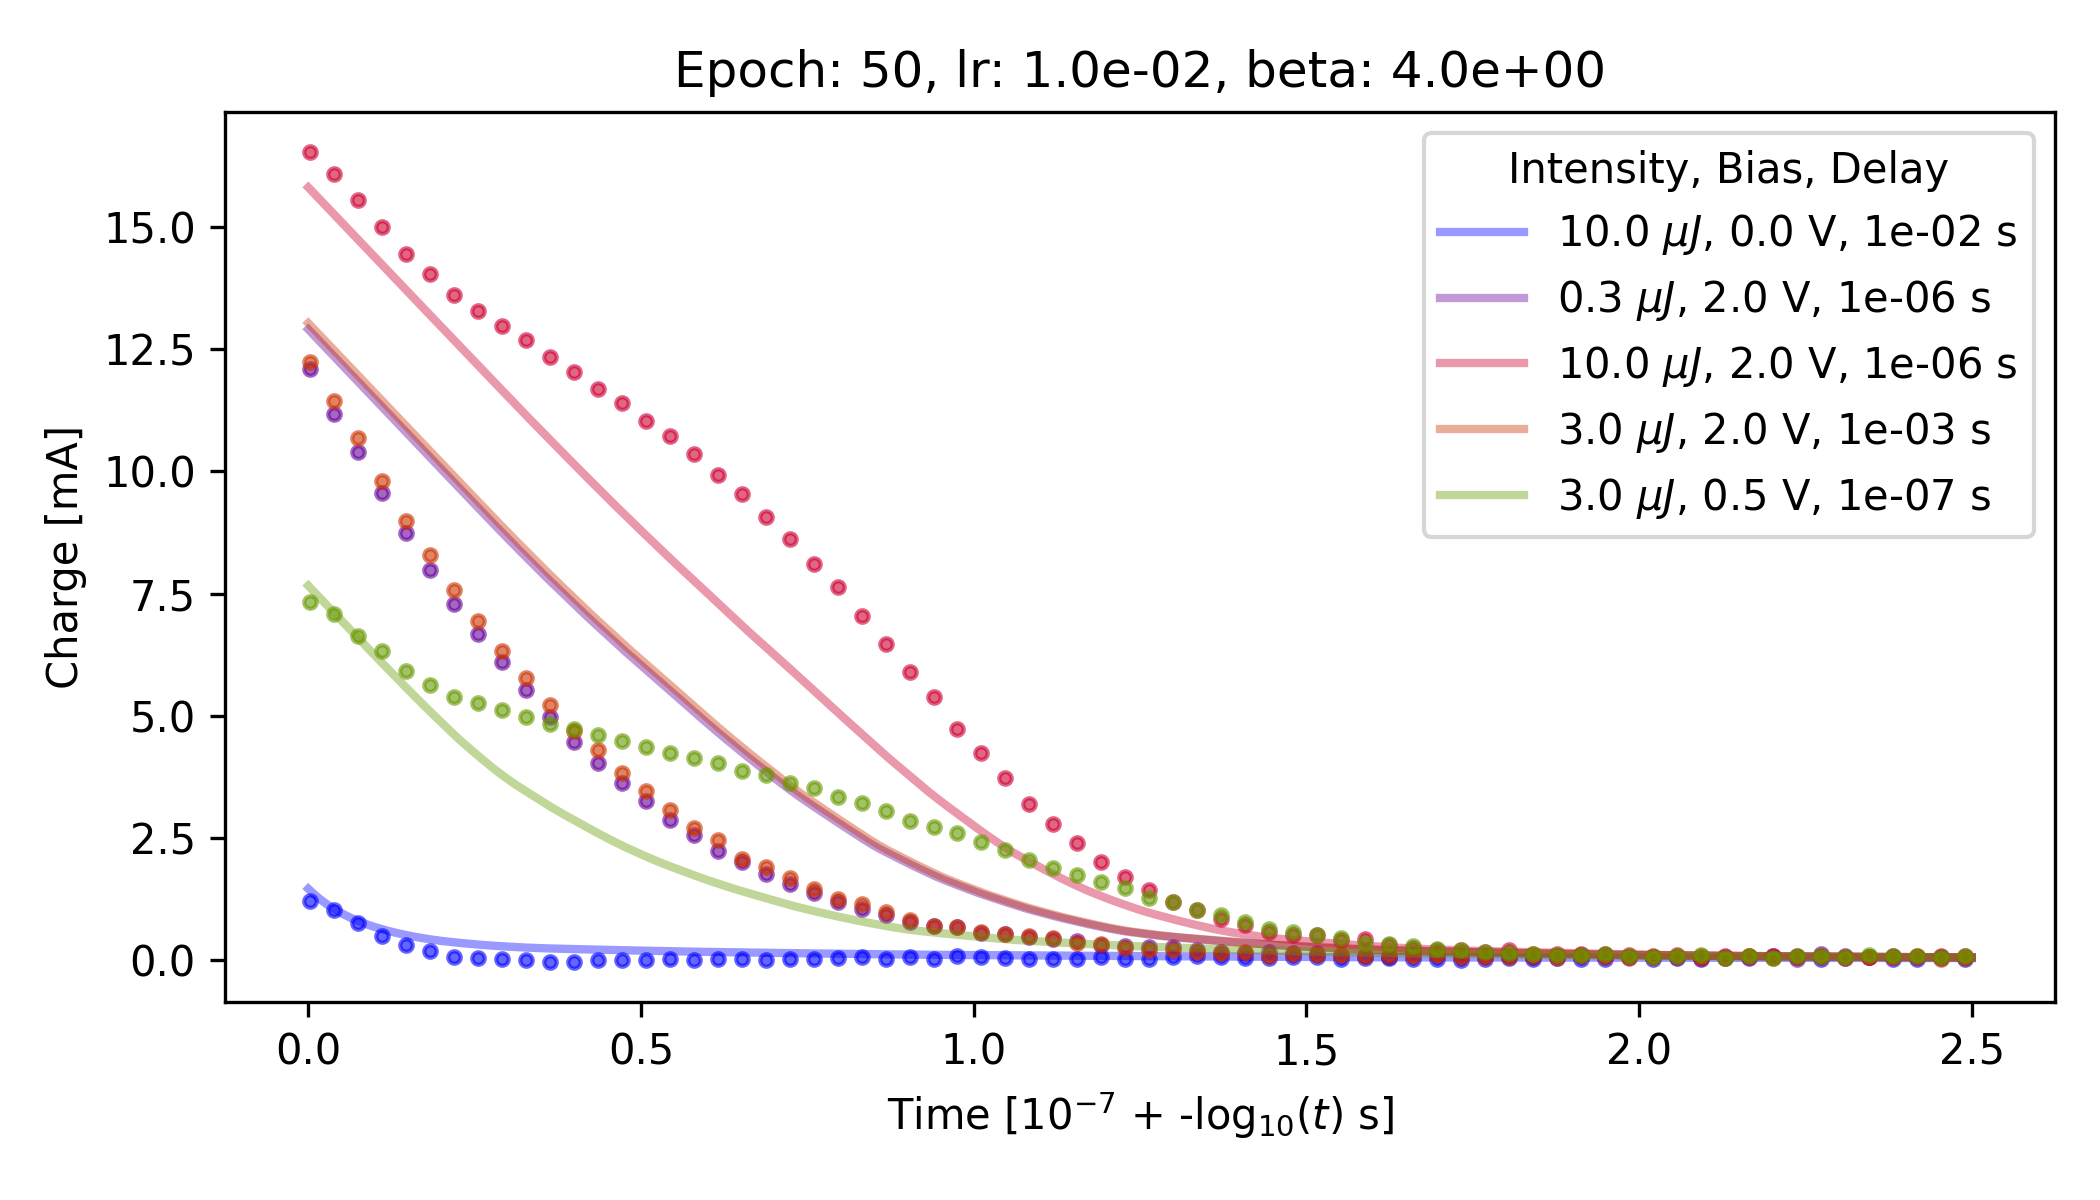 Epoch: 50, lr: 1.0e-02, beta: 4.0e+00
Intensity, Bias, Delay
10.0 μJ, 0.0 V, 1e-02 s
0.3 μJ, 2.0 V, 1e-06 s
10.0 μJ, 2.0 V, 1e-06 s
3.0 μJ, 2.0 V, 1e-03 s
3.0 μJ, 0.5 V, 1e-07 s
Charge [mA]
15.0
12.5
10.0
7.5
5.0
2.5
0.0
0.0 0.5 1.0 1.5 2.0 2.5
Time [10⁻⁷ + -log₁₀(t) s]